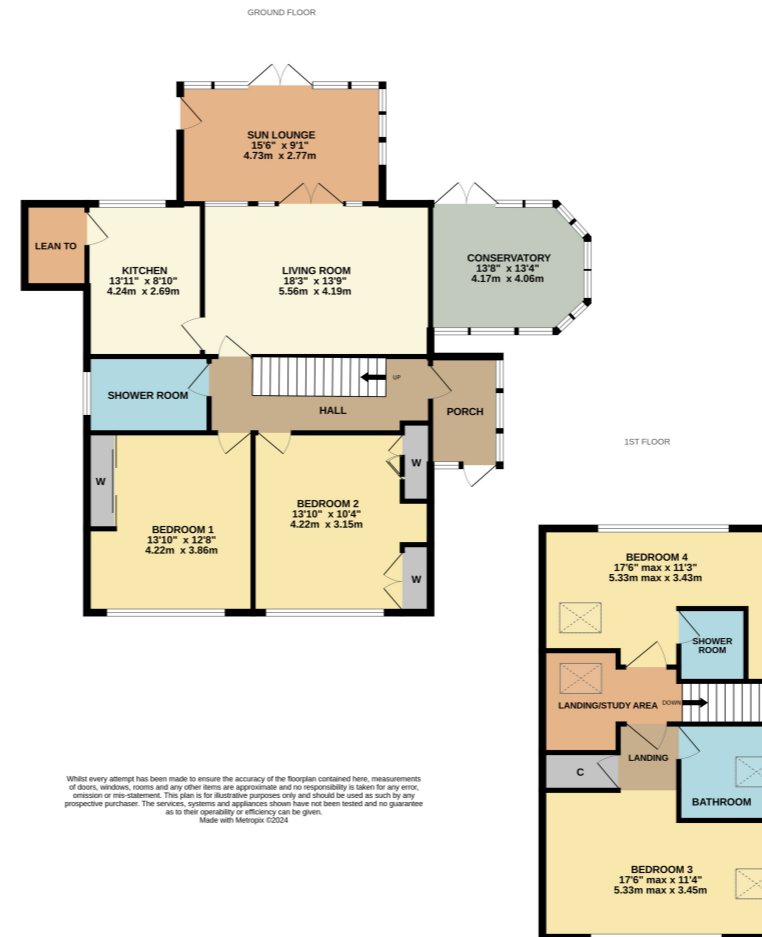 GROUND FLOOR
SUN LOUNGE
15'6" x 9'1"
4.73m x 2.77m
LEAN TO
KITCHEN
13'11" x 8'10"
4.24m x 2.69m
LIVING ROOM
18'3" x 13'9"
5.56m x 4.19m
CONSERVATORY
13'8" x 13'4"
4.17m x 4.06m
SHOWER ROOM
UP
HALL
PORCH
W
BEDROOM 1
13'10" x 12'8"
4.22m x 3.86m
BEDROOM 2
13'10" x 10'4"
4.22m x 3.15m
W
W
1ST FLOOR
BEDROOM 4
17'6" max x 11'3"
5.33m max x 3.43m
SHOWER
ROOM
LANDING/STUDY AREA
DOWN
LANDING
C
BATHROOM
BEDROOM 3
17'6" max x 11'4"
5.33m max x 3.45m
Whilst every attempt has been made to ensure the accuracy of the floorplan contained here, measurements
of doors, windows, rooms and any other items are approximate and no responsibility is taken for any error,
omission or mis-statement. This plan is for illustrative purposes only and should be used as such by any
prospective purchaser. The services, systems and appliances shown have not been tested and no guarantee
as to their operability or efficiency can be given.
Made with Metropix ©2024